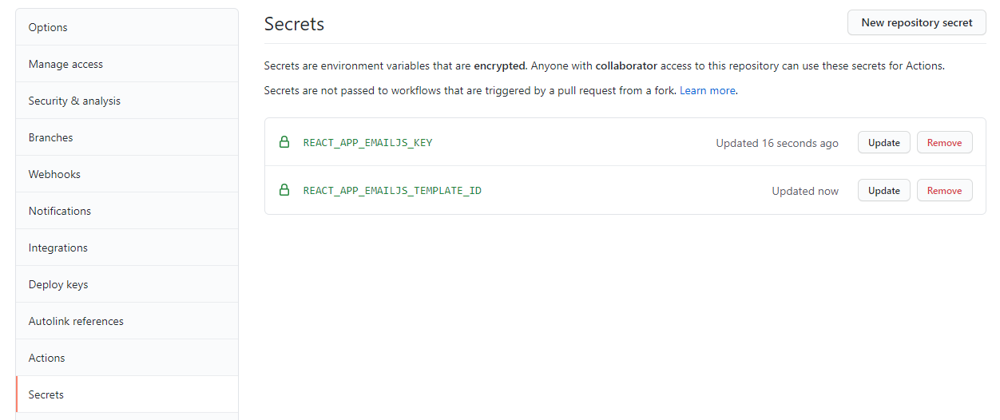 Options
Manage access
Security & analysis
Branches
Webhooks
Notifications
Integrations
Deploy keys
Autolink references
Actions
Secrets
Secrets
New repository secret
Secrets are environment variables that are encrypted. Anyone with collaborator access to this repository can use these secrets for Actions.
Secrets are not passed to workflows that are triggered by a pull request from a fork. Learn more.
REACT_APP_EMAILJS_KEY Updated 16 seconds ago Update Remove
REACT_APP_EMAILJS_TEMPLATE_ID Updated now Update Remove